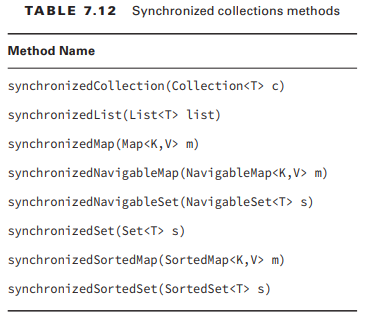 TABLE 7.12 Synchronized collections methods
Method Name
synchronizedCollection(Collection<T> c)
synchronizedList(List<T> list)
synchronizedMap(Map<K,V> m)
synchronizedNavigableMap(NavigableMap<K,V> m)
synchronizedNavigableSet(NavigableSet<T> s)
synchronizedSet(Set<T> s)
synchronizedSortedMap(SortedMap<K,V> m)
synchronizedSortedSet(SortedSet<T> s)